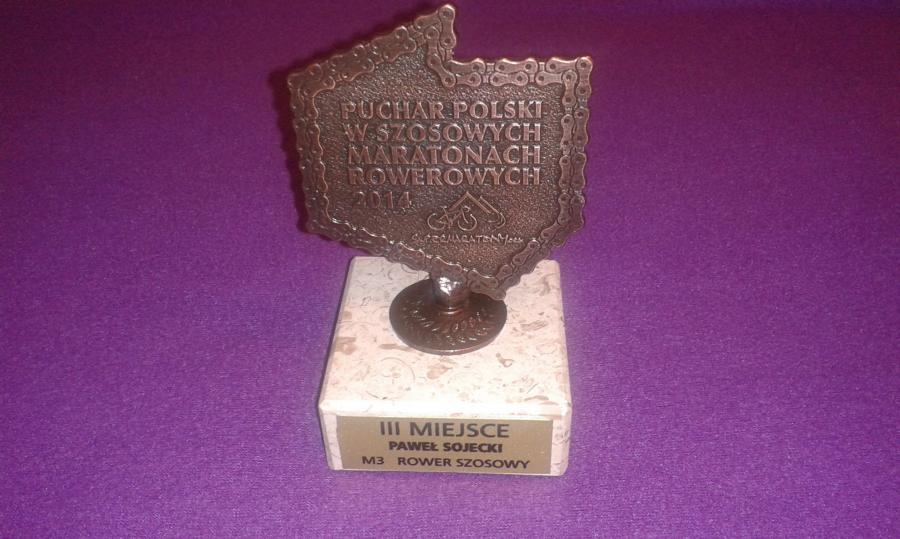 PUCHAR POLSKI
W SZOSOWYCH
MARATONACH
ROWEROWYCH
2014
III MIEJSCE
PAWEŁ SOJECKI
M3 ROWER SZOSOWY